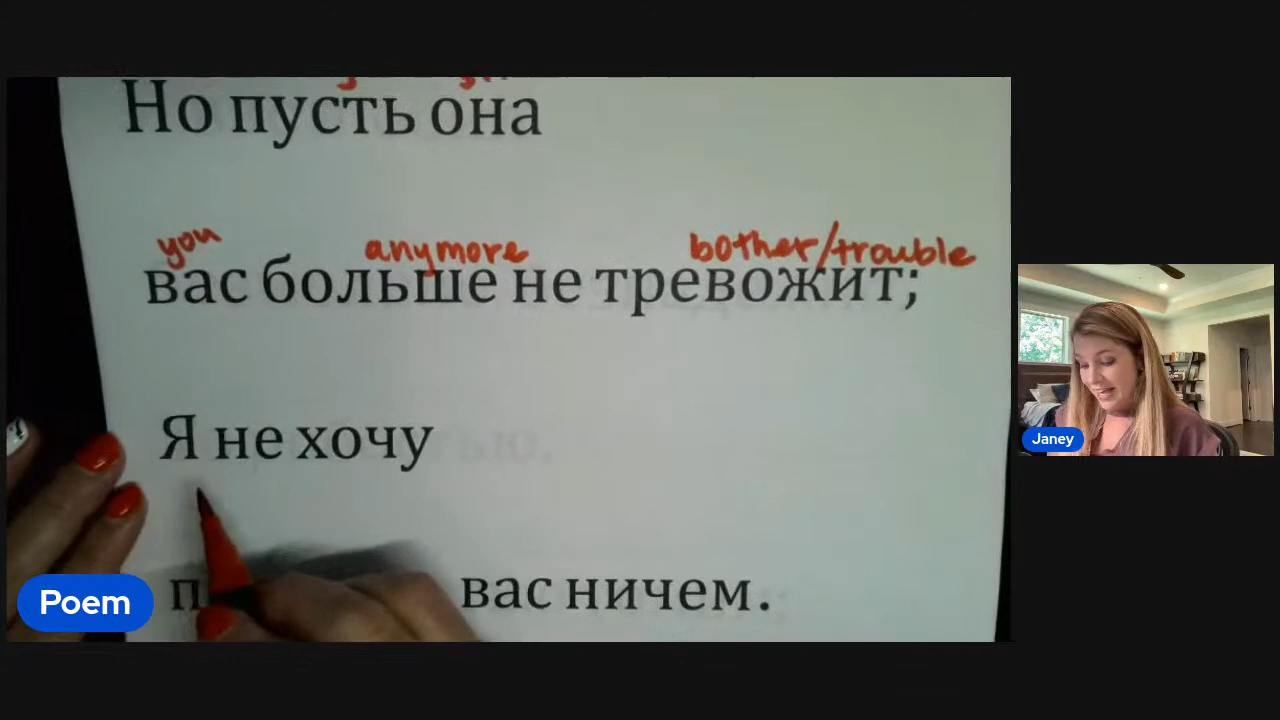 Но пусть она
you anymore bother/trouble
вас больше не тревожит;
Я не хочу
вас ничем.
Poem
Janey